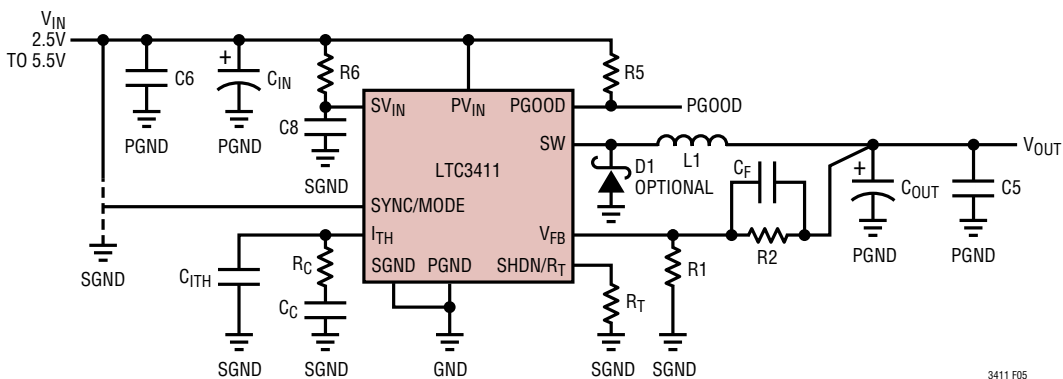 VIN
2.5V
TO 5.5V
C6
PGND
+
CIN
PGND
R6
C8
SGND
R5
PGOOD
SVIN
PVIN
PGOOD
SW
LTC3411
SYNC/MODE
ITH
VFB
SGND
PGND
SHDN/RT
D1
OPTIONAL
L1
CF
R2
VOUT
+
COUT
PGND
C5
PGND
SGND
CITH
SGND
RC
CC
SGND
GND
RT
SGND
R1
SGND
3411 F05